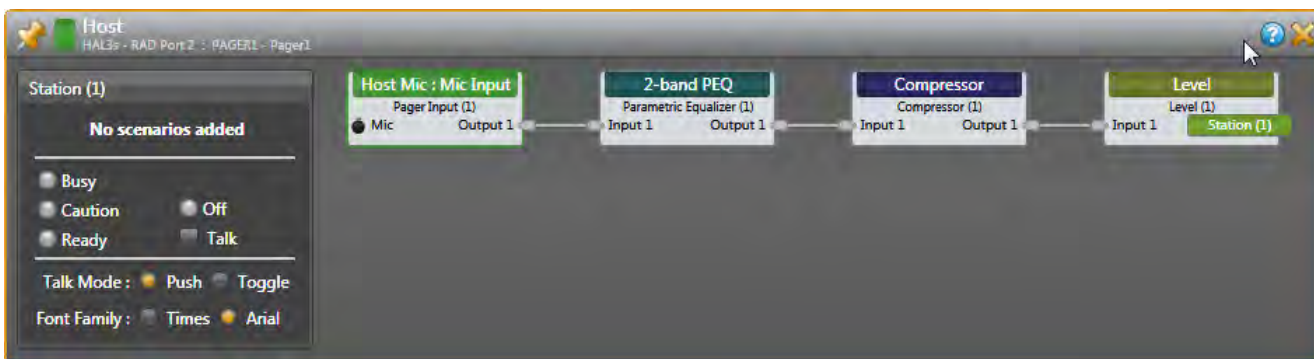 Host
HAL3s - RAD Port 2 : PAGER1 - Pager1
?
Station (1)
No scenarios added
Busy
Caution Off
Ready Talk
Talk Mode : Push Toggle
Font Family : Times Arial
Host Mic : Mic Input
Pager Input (1)
Mic Output 1
2-band PEQ
Parametric Equalizer (1)
Input 1 Output 1
Compressor
Compressor (1)
Input 1 Output 1
Level
Level (1)
Input 1 Station (1)